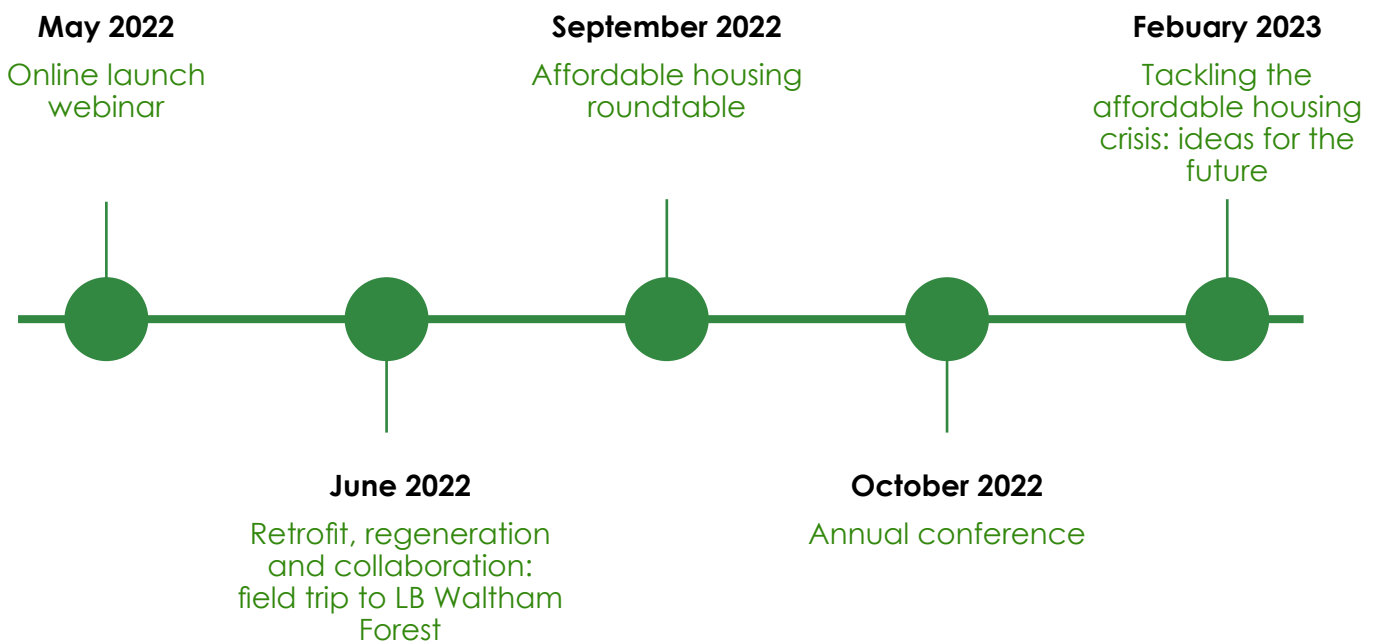 May 2022
Online launch
webinar
September 2022
Affordable housing
roundtable
Febuary 2023
Tackling the
affordable housing
crisis: ideas for the
future
June 2022
Retrofit, regeneration
and collaboration:
field trip to LB Waltham
Forest
October 2022
Annual conference